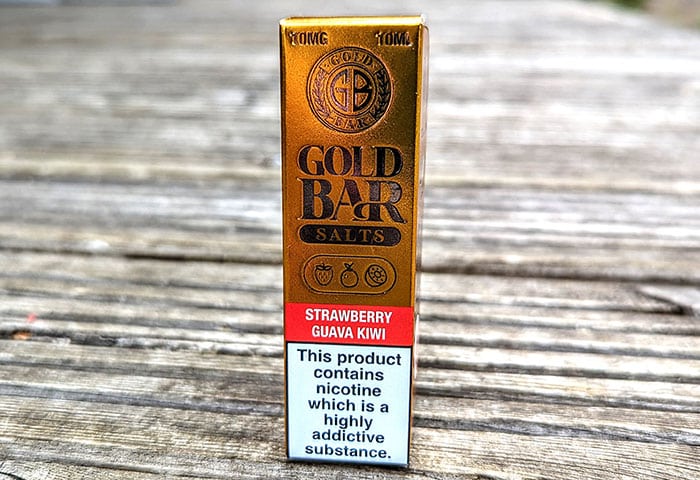 10MG 10ML
GOLD
GB
BAR
GOLD
BAR
SALTS
STRAWBERRY
GUAVA KIWI
This product
contains
nicotine
which is a
highly
addictive
substance.